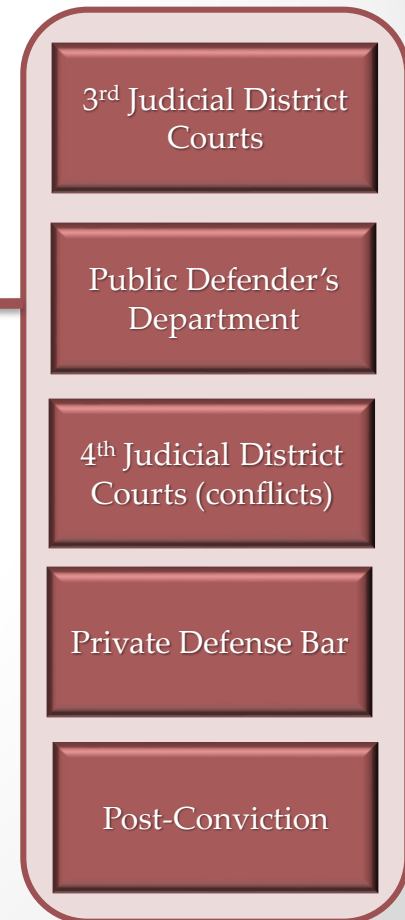 3rd Judicial District
Courts
Public Defender’s
Department
4th Judicial District
Courts (conflicts)
Private Defense Bar
Post-Conviction